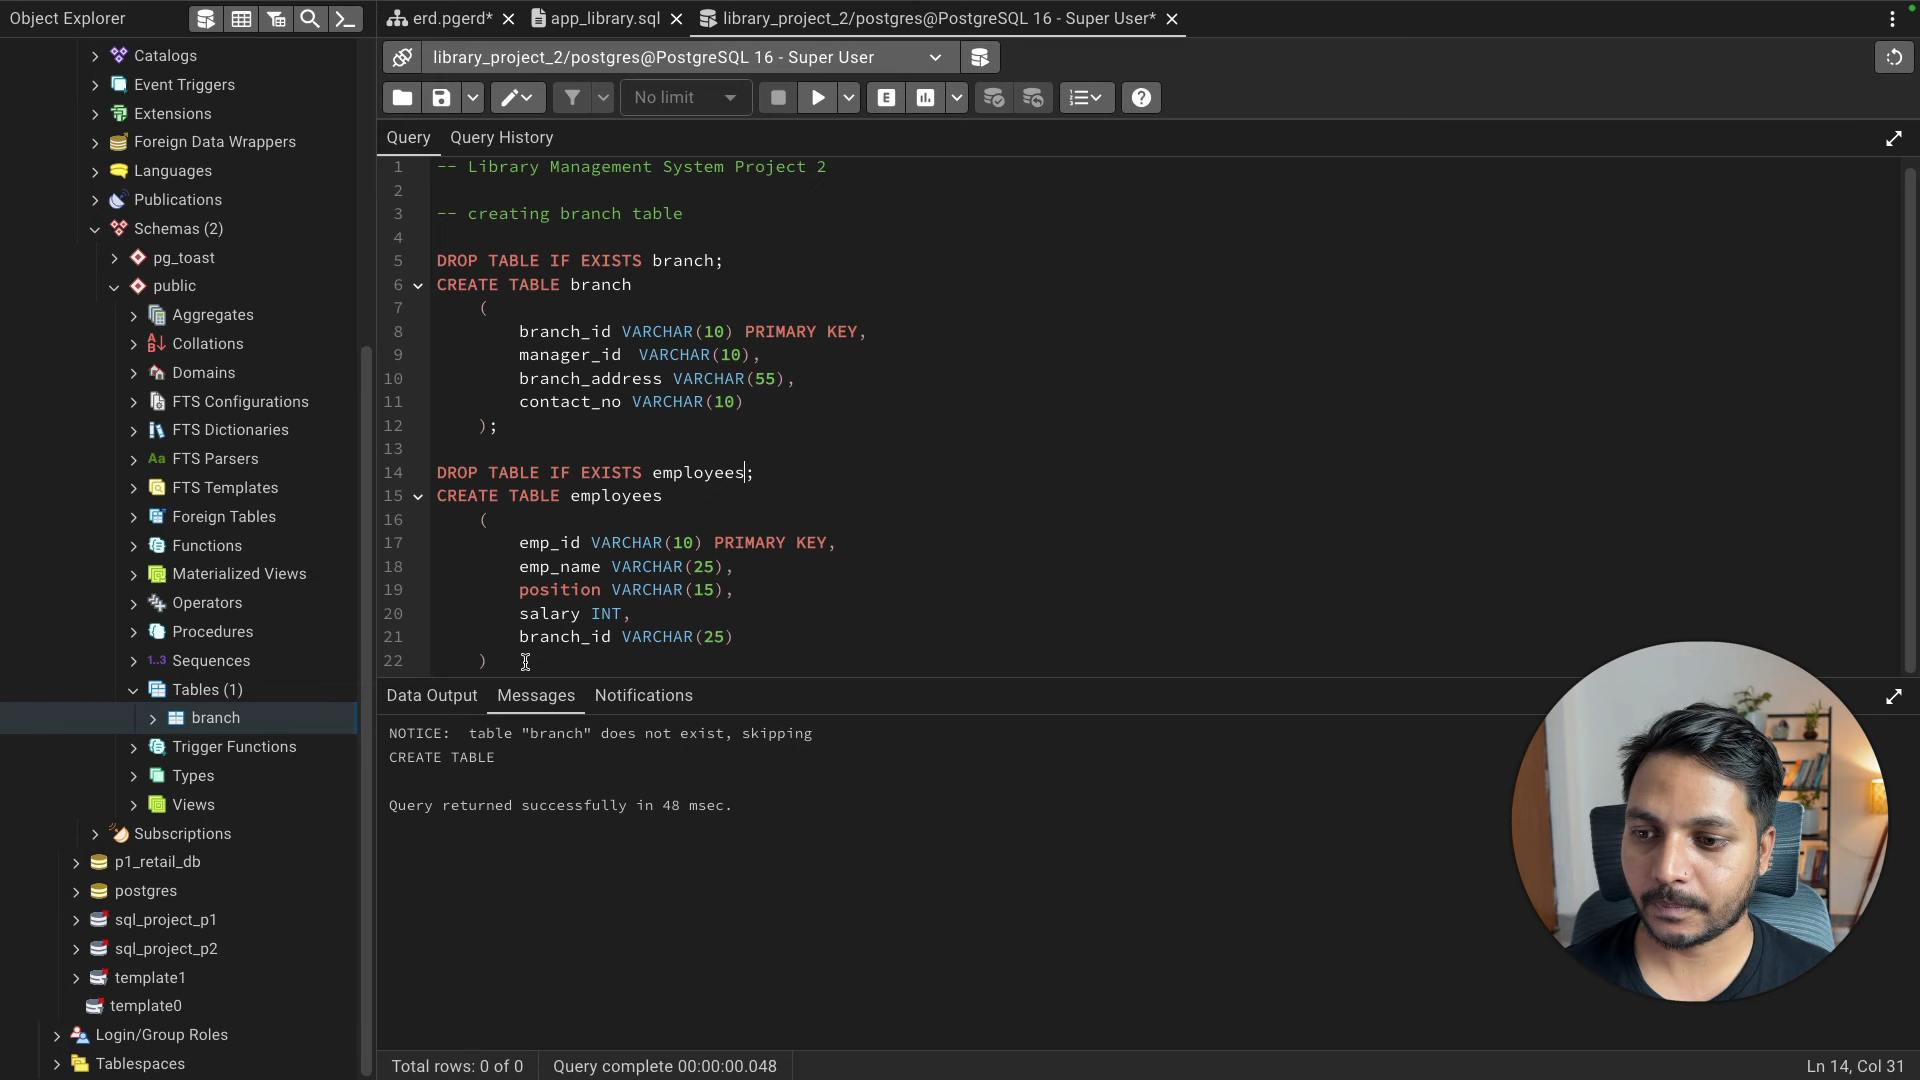 Object Explorer
erd.pgerd*
app_library.sql
library_project_2/postgres@PostgreSQL 16 - Super User*
library_project_2/postgres@PostgreSQL 16 - Super User
No limit
E
Query
Query History
Catalogs
Event Triggers
Extensions
Foreign Data Wrappers
Languages
Publications
Schemas (2)
pg_toast
public
Aggregates
Collations
Domains
FTS Configurations
FTS Dictionaries
Aa FTS Parsers
FTS Templates
Foreign Tables
Functions
Materialized Views
Operators
Procedures
1..3 Sequences
Tables (1)
branch
Trigger Functions
Types
Views
Subscriptions
p1_retail_db
postgres
sql_project_p1
sql_project_p2
template1
template0
Login/Group Roles
Tablespaces
1 -- Library Management System Project 2
2
3 -- creating branch table
4
5 DROP TABLE IF EXISTS branch;
6 CREATE TABLE branch
7 (
8 branch_id VARCHAR(10) PRIMARY KEY,
9 manager_id  VARCHAR(10),
10 branch_address VARCHAR(55),
11 contact_no VARCHAR(10)
12 );
13
14 DROP TABLE IF EXISTS employees;
15 CREATE TABLE employees
16 (
17 emp_id VARCHAR(10) PRIMARY KEY,
18 emp_name VARCHAR(25),
19 position VARCHAR(15),
20 salary INT,
21 branch_id VARCHAR(25)
22 )
Data Output
Messages
Notifications
NOTICE:  table "branch" does not exist, skipping
CREATE TABLE
Query returned successfully in 48 msec.
Total rows: 0 of 0
Query complete 00:00:00.048
Ln 14, Col 31